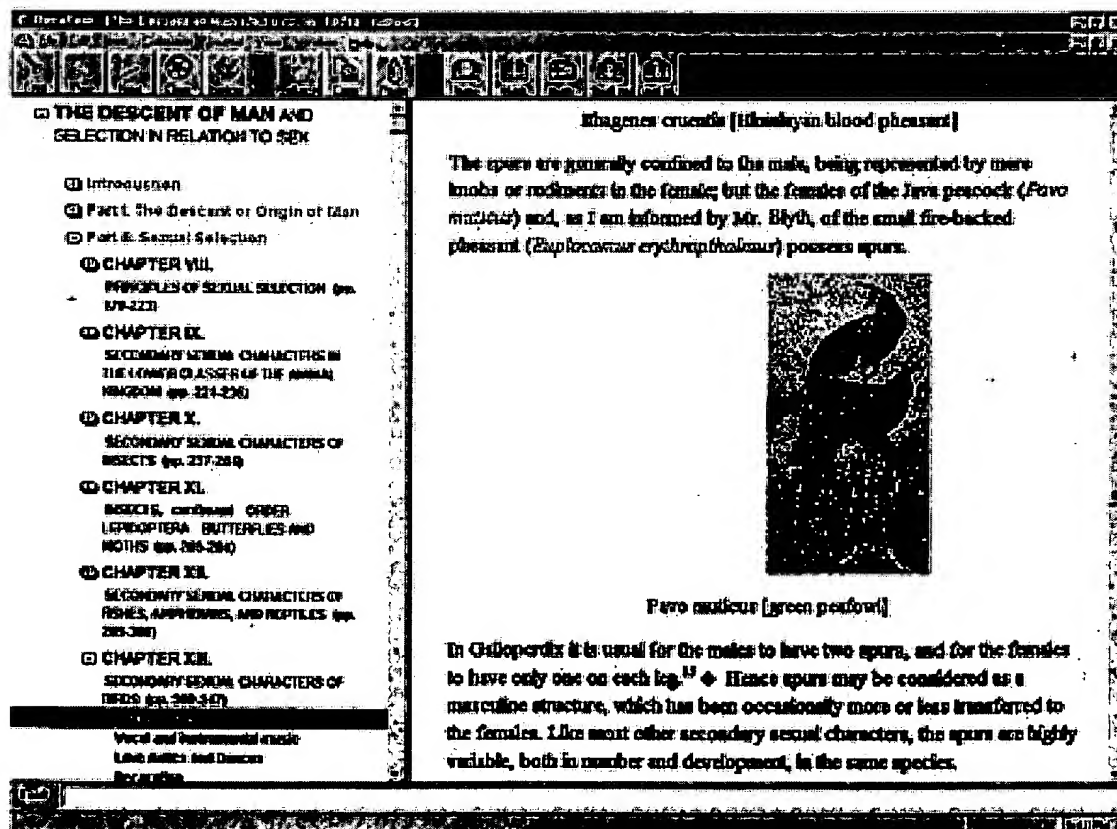 THE DESCENT OF MAN AND
SELECTION IN RELATION TO SEX
Introduction
Part I. The Descent or Origin of Man
Part II. Sexual Selection
CHAPTER VIII.
PRINCIPLES OF SEXUAL SELECTION (pp.
CHAPTER IX.
SECONDARY SEXUAL CHARACTERS IN
THE LOWER CLASSES OF THE ANIMAL
KINGDOM (pp.
CHAPTER X.
SECONDARY SEXUAL CHARACTERS OF
INSECTS (pp.
CHAPTER XI.
INSECTS, continued ORDER
LEPIDOPTERA BUTTERFLIES AND
MOTHS (pp.
CHAPTER XII.
SECONDARY SEXUAL CHARACTERS OF
FISHES, AMPHIBIANS, AND REPTILES (pp.
CHAPTER XIII.
SECONDARY SEXUAL CHARACTERS OF
BIRDS (pp.
Vocal and Instrumental music
Love Antics and Dances
Decoration
[Himalayan blood pheasant]
The spurs are generally confined to the male, being represented by mere
knobs or rudiments in the female; but the females of the Java peacock (Pavo
muticus) and, as I am informed by Mr. Blyth, of the small fire-backed
pheasant (Euplocamus erythropthalmus) possess spurs.
Pavo muticus [green peafowl]
In Galloperdix it is usual for the males to have two spurs, and for the females
to have only one on each leg. Hence spurs may be considered as a
masculine structure, which has been occasionally more or less transferred to
the females. Like most other secondary sexual characters, the spurs are highly
variable, both in number and development, in the same species.